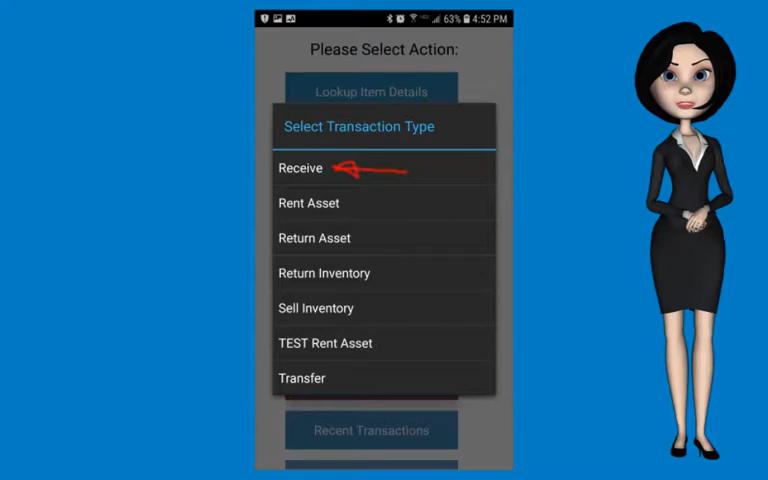 63% 4:52 PM
Please Select Action:
Lookup Item Details
Select Transaction Type
Receive
Rent Asset
Return Asset
Return Inventory
Sell Inventory
TEST Rent Asset
Transfer
Recent Transactions